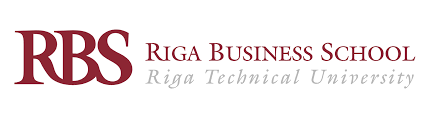 RBS
RIGA BUSINESS SCHOOL
Riga Technical University